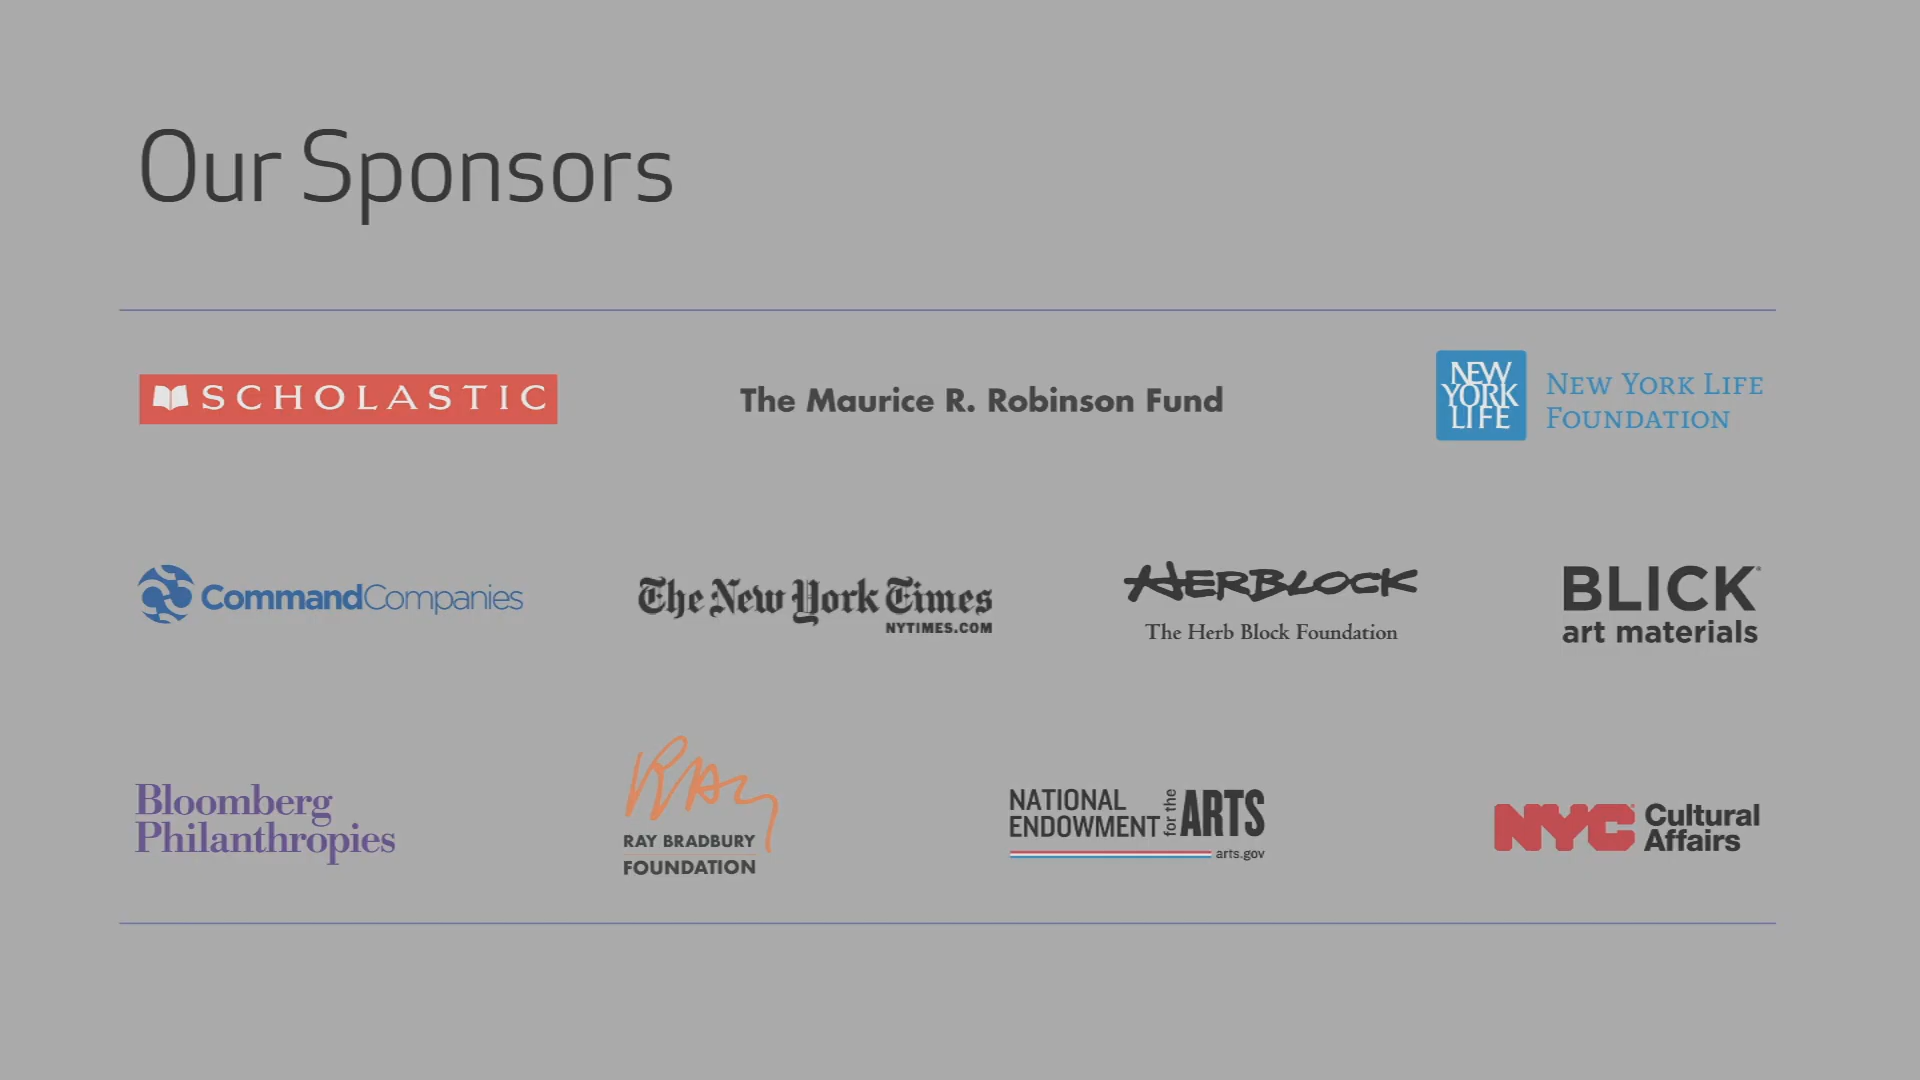 Our Sponsors
SCHOLASTIC
The Maurice R. Robinson Fund
NEW
YORK
LIFE
NEW YORK LIFE
FOUNDATION
CommandCompanies
The New York Times
NYTIMES.COM
HERBLOCK
The Herb Block Foundation
BLICK
art materials
Bloomberg
Philanthropies
RAY
RAY BRADBURY
FOUNDATION
NATIONAL
ENDOWMENT
for the
ARTS
arts.gov
NYC
Cultural
Affairs